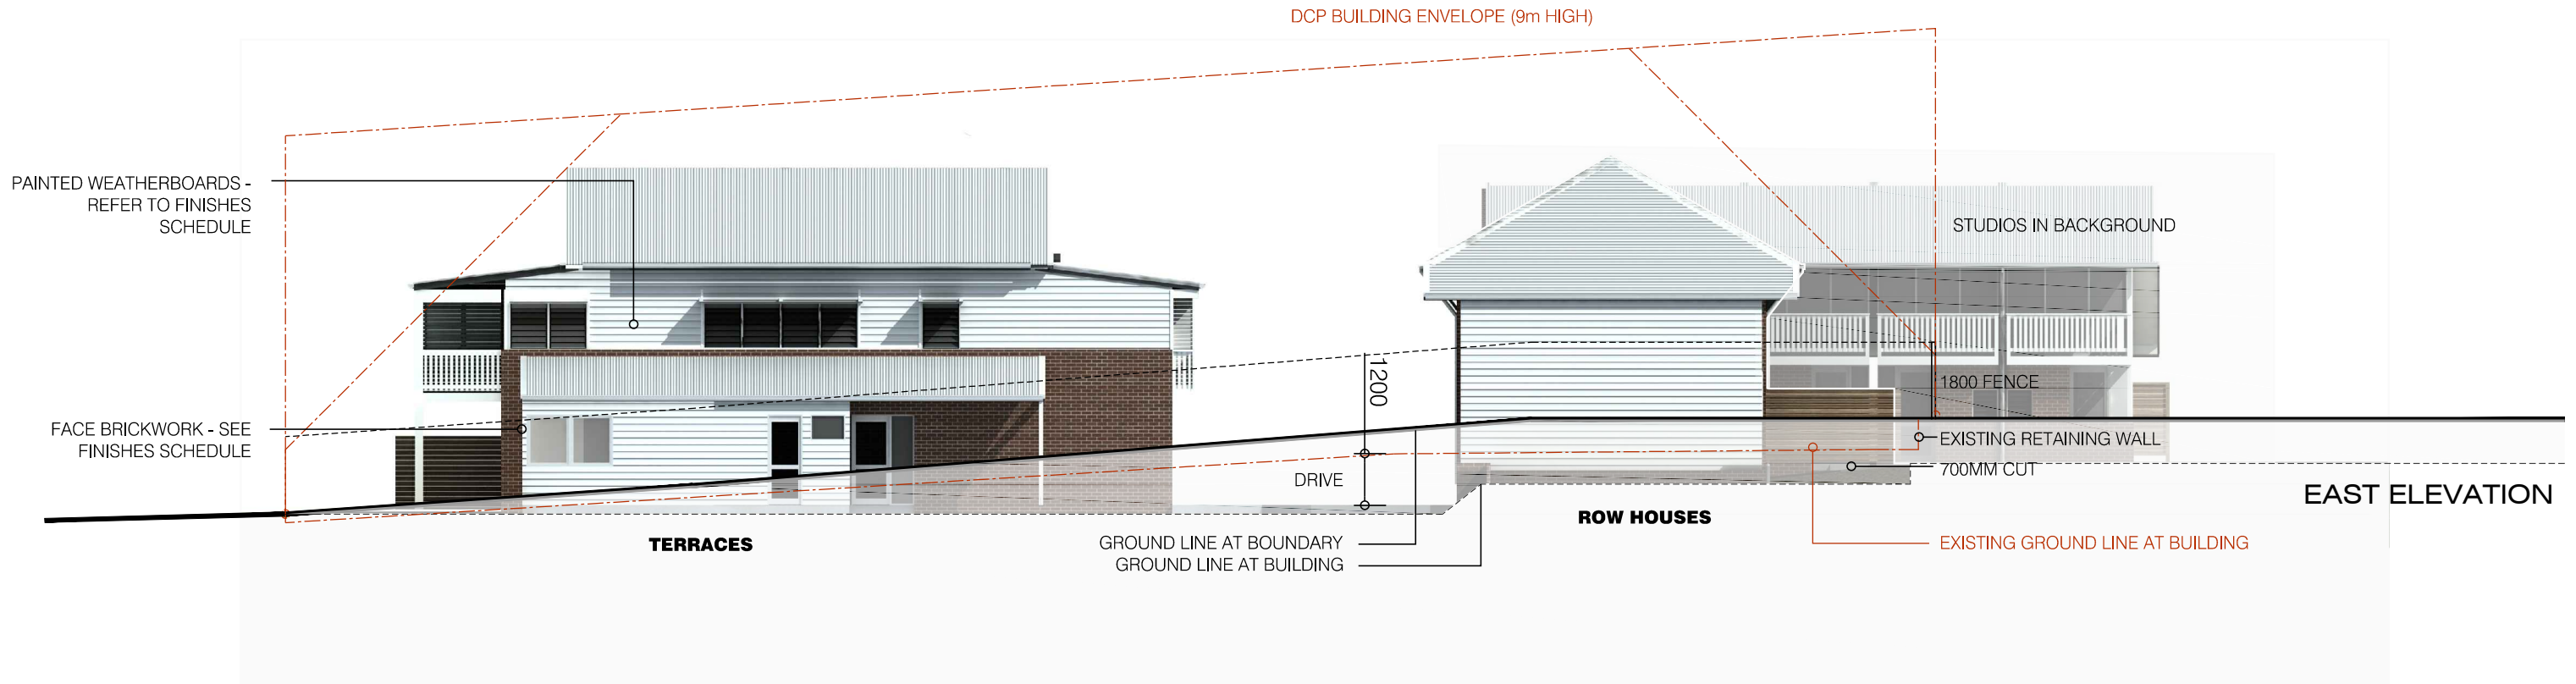 DCP BUILDING ENVELOPE (9m HIGH)
PAINTED WEATHERBOARDS -
REFER TO FINISHES
SCHEDULE
STUDIOS IN BACKGROUND
1200
1800 FENCE
FACE BRICKWORK - SEE
FINISHES SCHEDULE
EXISTING RETAINING WALL
700MM CUT
DRIVE
EAST ELEVATION
ROW HOUSES
TERRACES
GROUND LINE AT BOUNDARY
GROUND LINE AT BUILDING
EXISTING GROUND LINE AT BUILDING